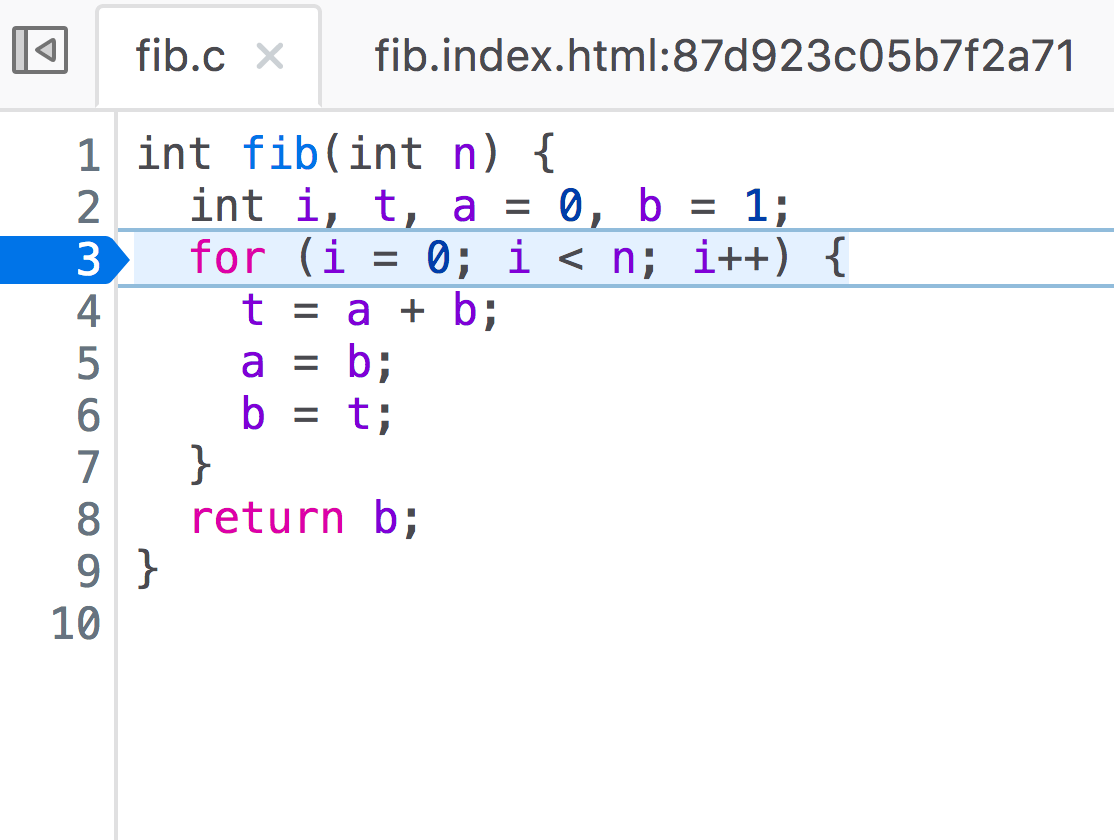 fib.c fib.index.html:87d923c05b7f2a71
1 int fib(int n) {
2   int i, t, a = 0, b = 1;
3   for (i = 0; i < n; i++) {
4     t = a + b;
5     a = b;
6     b = t;
7   }
8   return b;
9 }
10